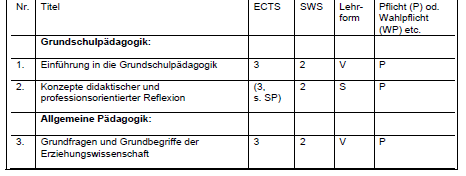 Nr. Titel ECTS SWS Lehr- Pflicht (P) od.
form Wahlpflicht
(WP) etc.
Grundschulpädagogik:
1. Einführung in die Grundschulpädagogik 3 2 V P
2. Konzepte didaktischer und (3, 2 S P
professionsorientierter Reflexion s. SP)
Allgemeine Pädagogik:
3. Grundfragen und Grundbegriffe der 3 2 V P
Erziehungswissenschaft